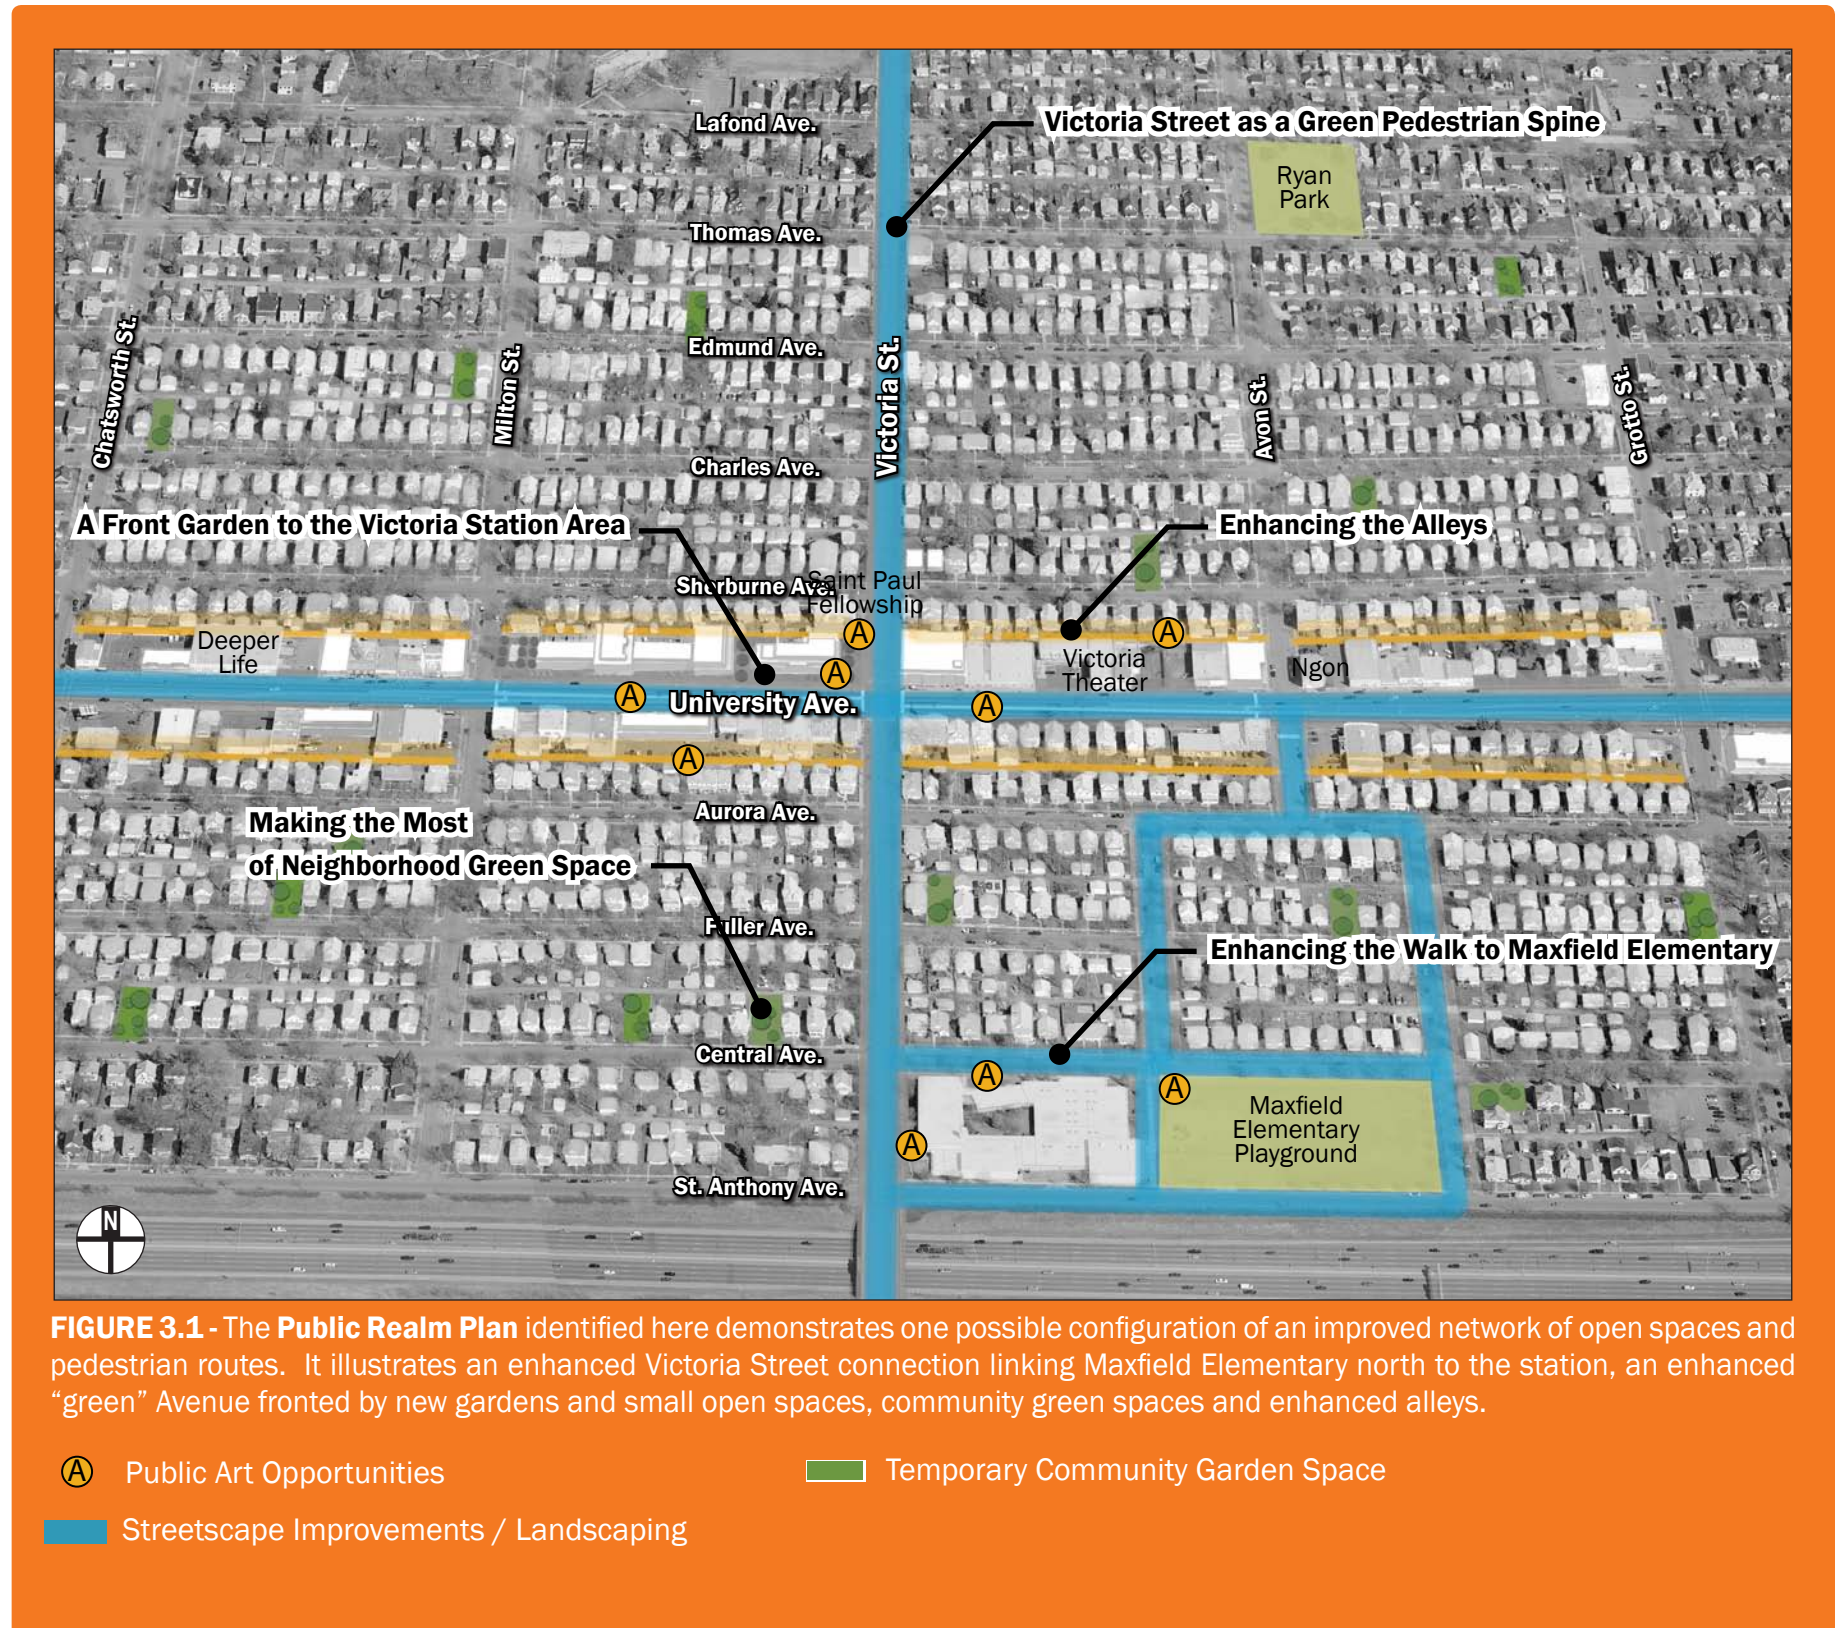 Lafond Ave.
Victoria Street as a Green Pedestrian Spine
Ryan
Park
Thomas Ave.
Edmund Ave.
Chatsworth St.
Milton St.
Victoria St.
Avon St.
Grotto St.
Charles Ave.
A Front Garden to the Victoria Station Area
Enhancing the Alleys
Sherburne Ave.
Saint Paul
Fellowship
A
A
Deeper
Life
Victoria
Theater
Ngon
A
A
University Ave.
A
A
Aurora Ave.
Making the Most
of Neighborhood Green Space
Fuller Ave.
Enhancing the Walk to Maxfield Elementary
Central Ave.
A
A
Maxfield
Elementary
Playground
A
St. Anthony Ave.
N
FIGURE 3.1 - The Public Realm Plan identified here demonstrates one possible configuration of an improved network of open spaces and
pedestrian routes. It illustrates an enhanced Victoria Street connection linking Maxfield Elementary north to the station, an enhanced
“green” Avenue fronted by new gardens and small open spaces, community green spaces and enhanced alleys.
A Public Art Opportunities
Temporary Community Garden Space
Streetscape Improvements / Landscaping